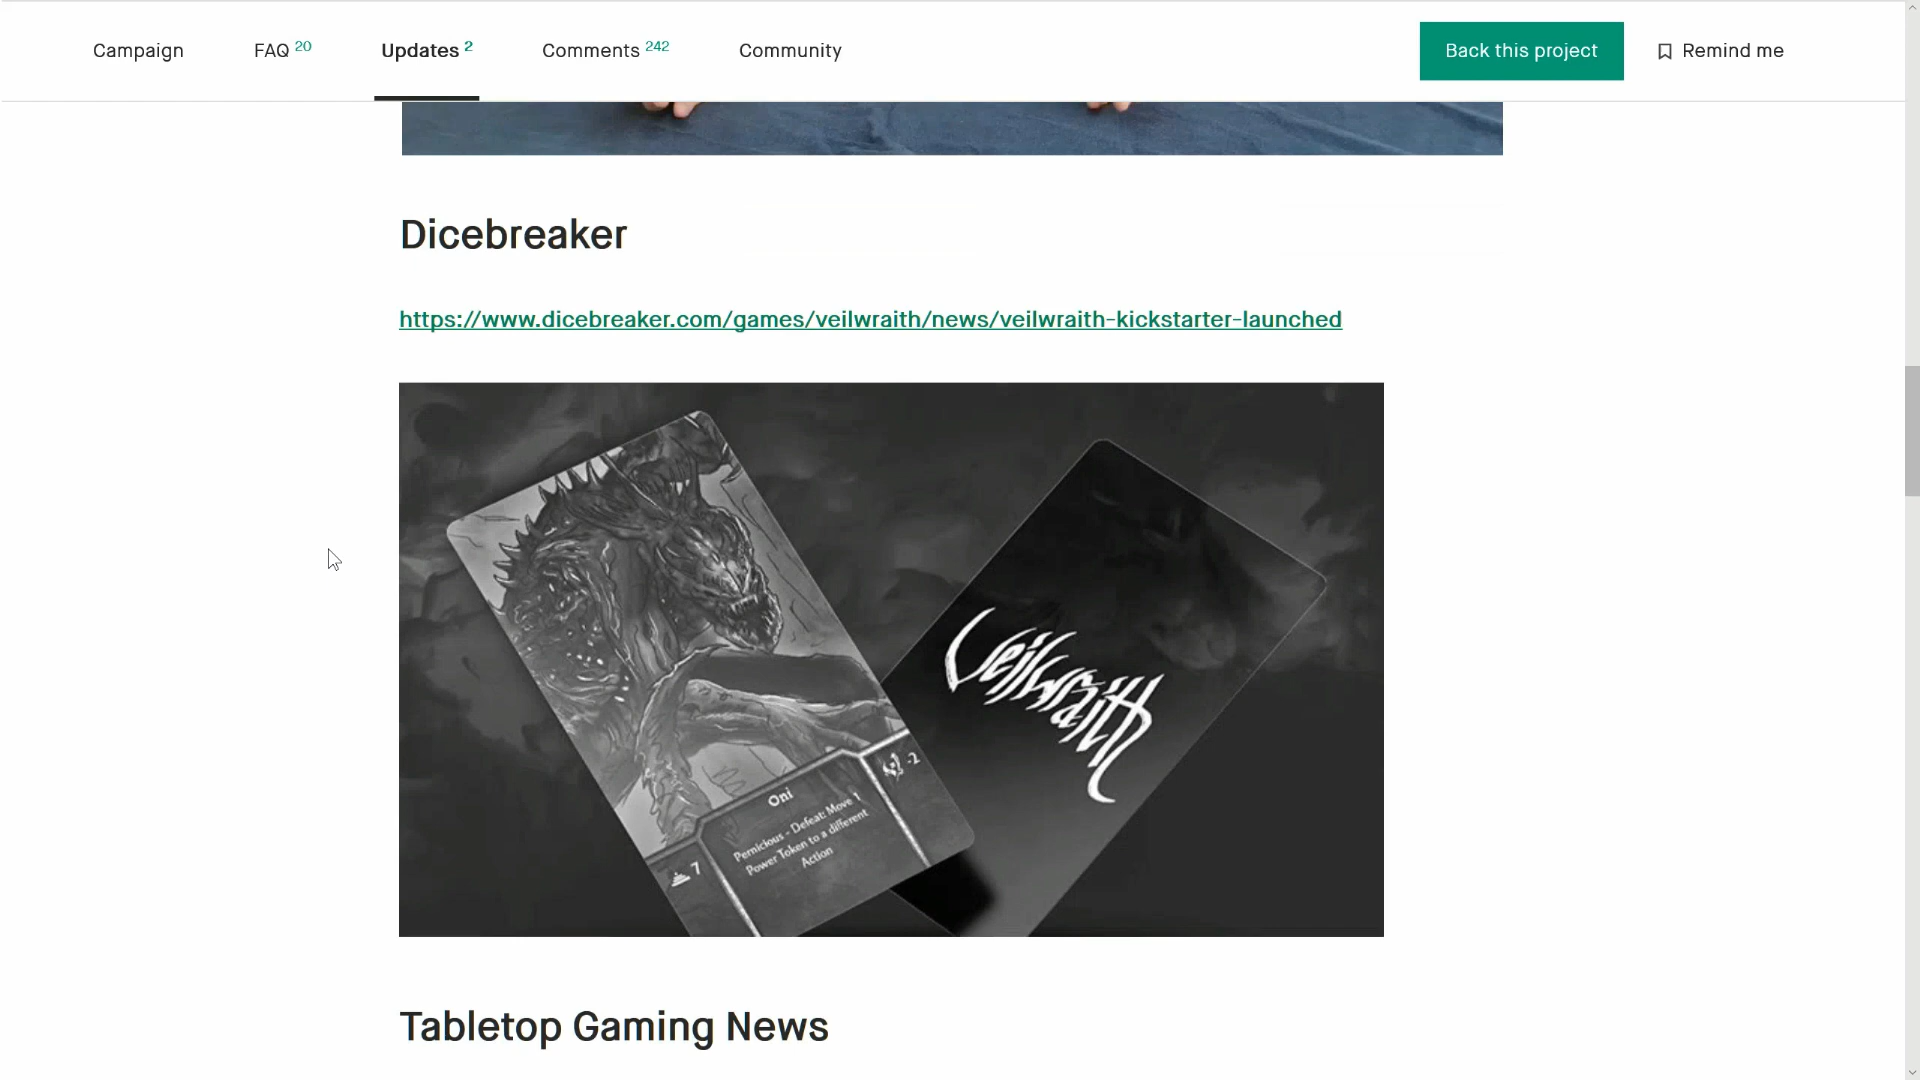 Campaign
FAQ 20
Updates 2
Comments 242
Community
Back this project
Remind me
Dicebreaker
https://www.dicebreaker.com/games/veilwraith/news/veilwraith-kickstarter-launched
Veilwraith
Oni
-2
Pernicious - Defeat: Move 1
Power Token to a different
Action
7
Tabletop Gaming News